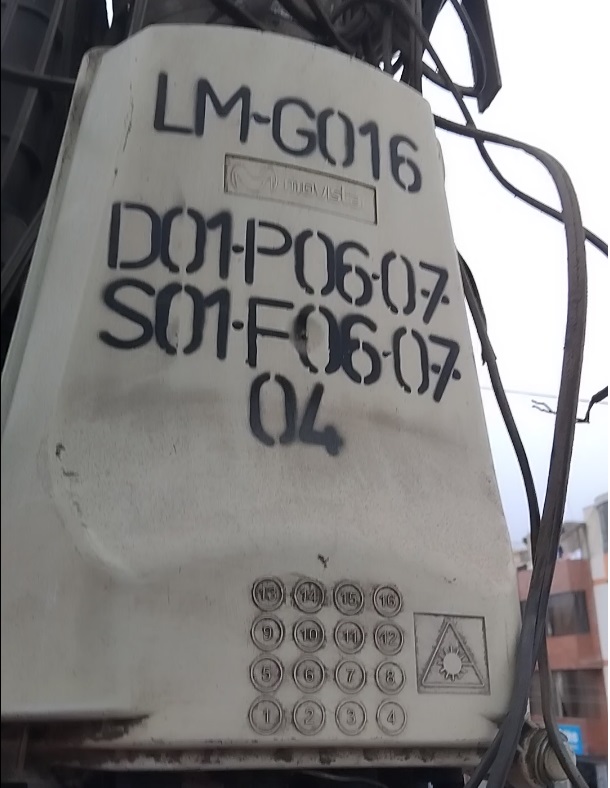 LM-G016
movistar
D01-P06-07
S01-F06-07
04
13 14 15 16
9 10 11 12
5 6 7 8
1 2 3 4